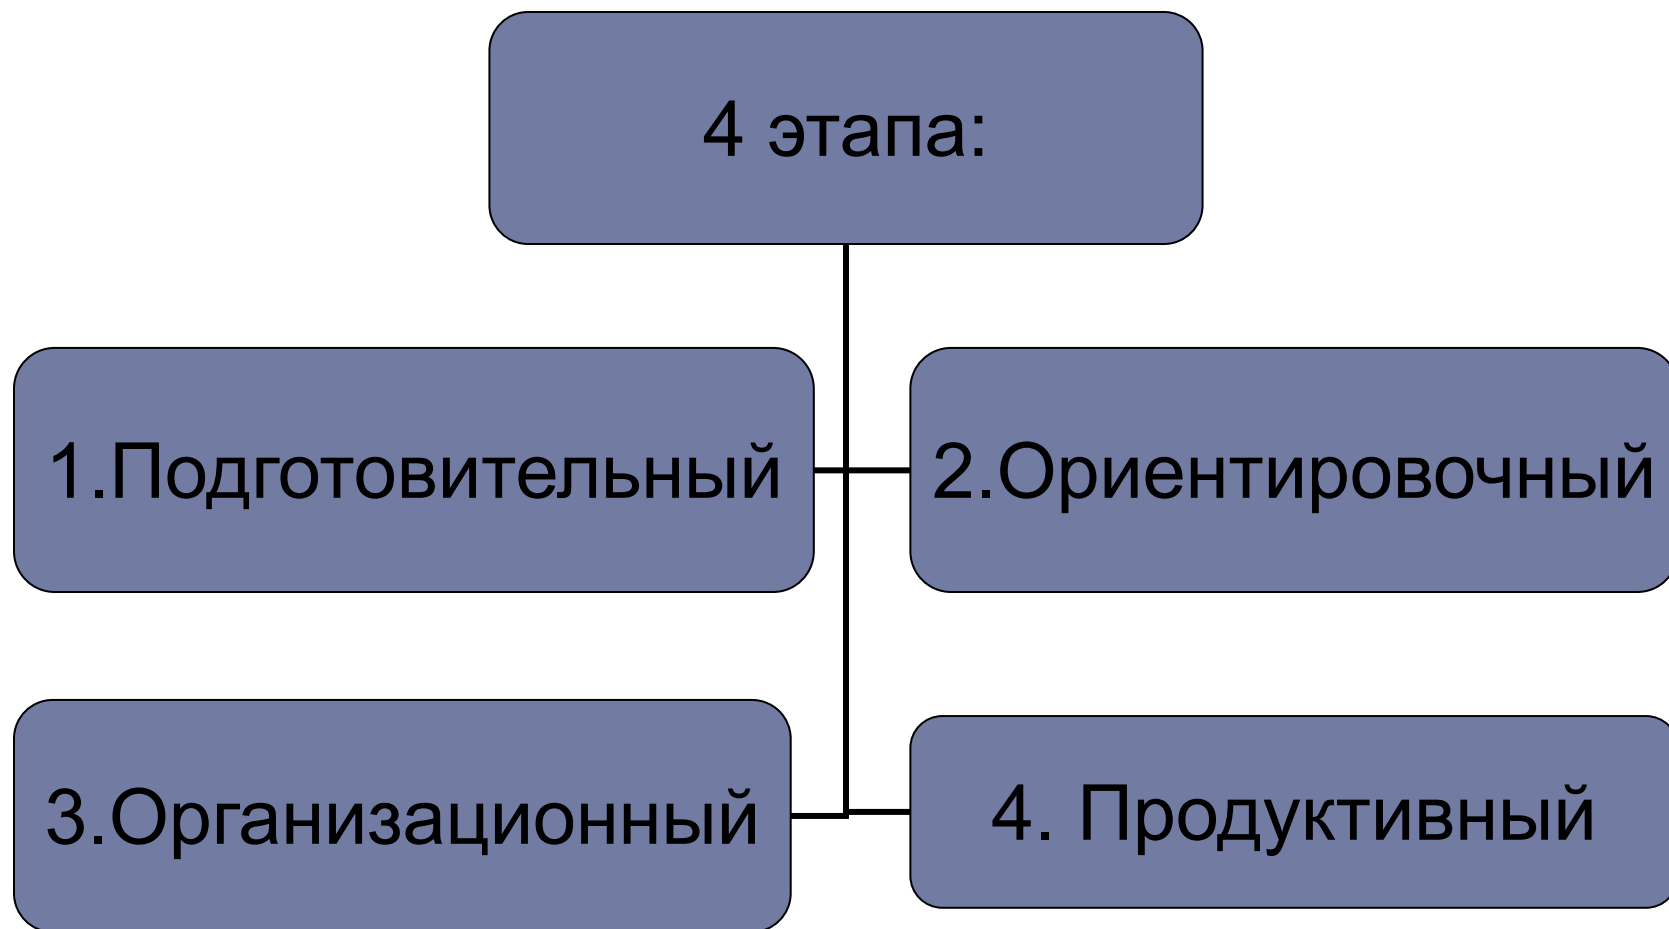 4 этапа:
1.Подготовительный
2.Ориентировочный
3.Организационный
4. Продуктивный